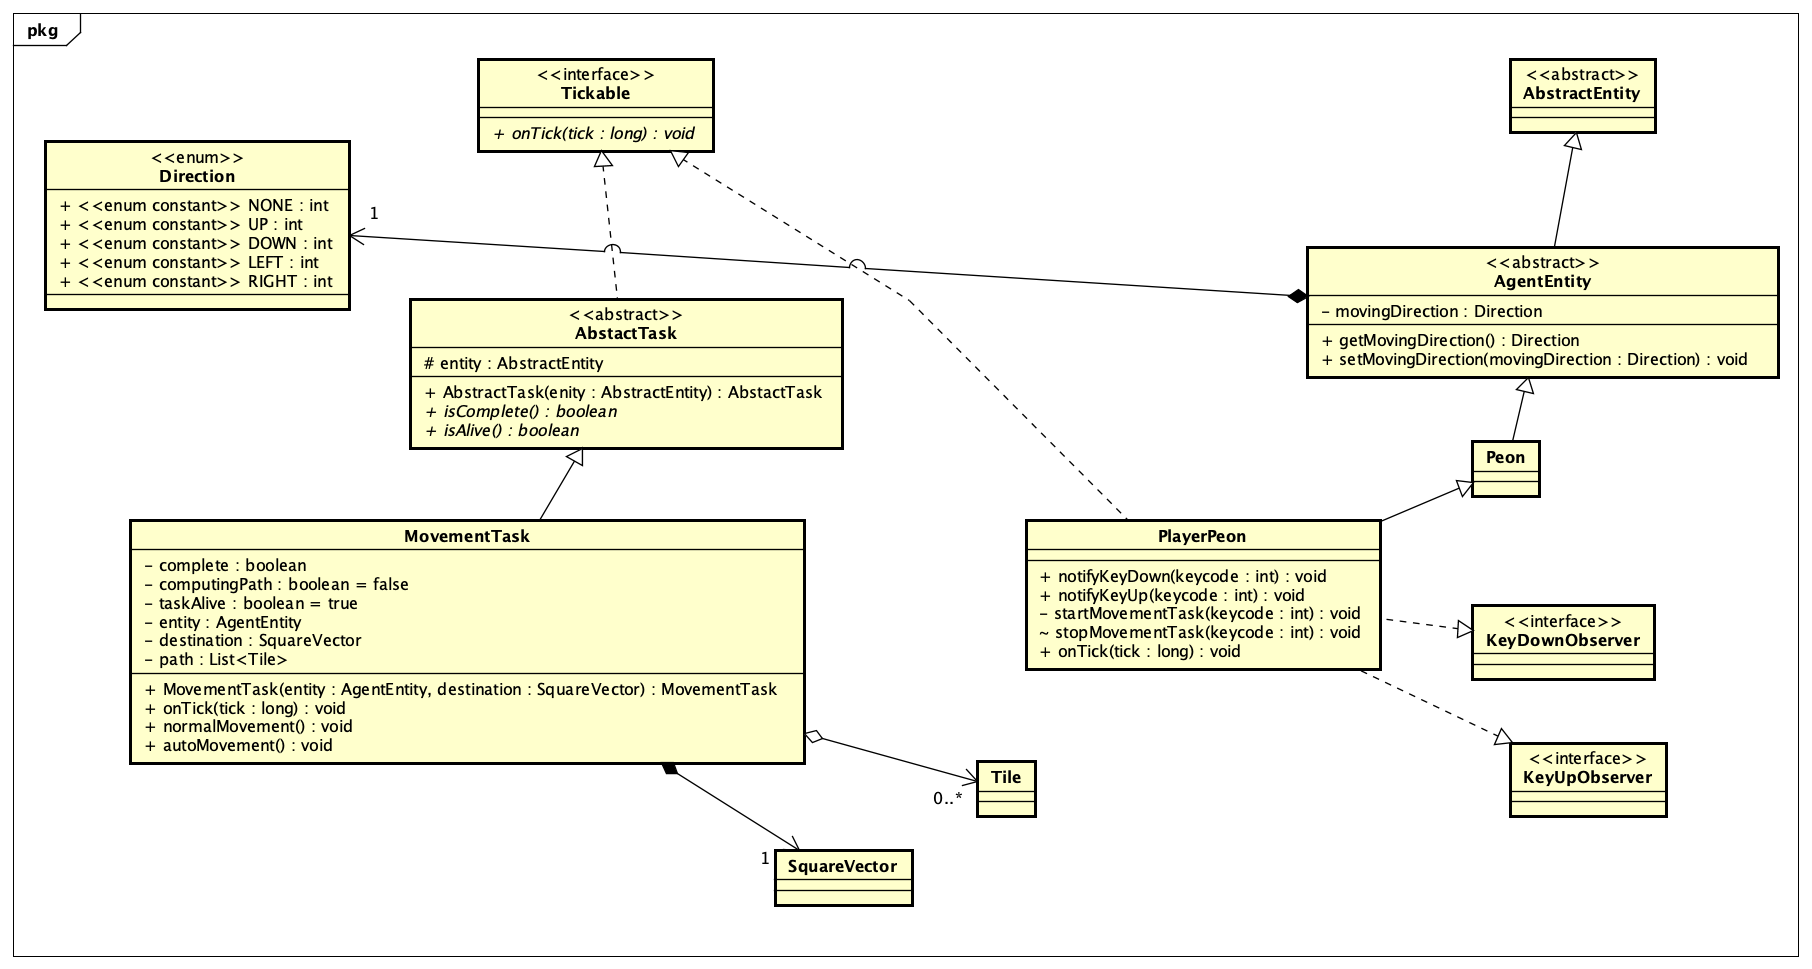 pkg
<<interface>>
Tickable
+ onTick(tick : long) : void
<<abstract>>
AbstractEntity
<<enum>>
Direction
+ <<enum constant>> NONE : int
+ <<enum constant>> UP : int
+ <<enum constant>> DOWN : int
+ <<enum constant>> LEFT : int
+ <<enum constant>> RIGHT : int
1
<<abstract>>
AgentEntity
- movingDirection : Direction
+ getMovingDirection() : Direction
+ setMovingDirection(movingDirection : Direction) : void
<<abstract>>
AbstactTask
# entity : AbstractEntity
+ AbstractTask(enity : AbstractEntity) : AbstactTask
+ isComplete() : boolean
+ isAlive() : boolean
Peon
MovementTask
- complete : boolean
- computingPath : boolean = false
- taskAlive : boolean = true
- entity : AgentEntity
- destination : SquareVector
- path : List<Tile>
+ MovementTask(entity : AgentEntity, destination : SquareVector) : MovementTask
+ onTick(tick : long) : void
+ normalMovement() : void
+ autoMovement() : void
PlayerPeon
+ notifyKeyDown(keycode : int) : void
+ notifyKeyUp(keycode : int) : void
- startMovementTask(keycode : int) : void
~ stopMovementTask(keycode : int) : void
+ onTick(tick : long) : void
<<interface>>
KeyDownObserver
<<interface>>
KeyUpObserver
Tile
0..*
1
SquareVector